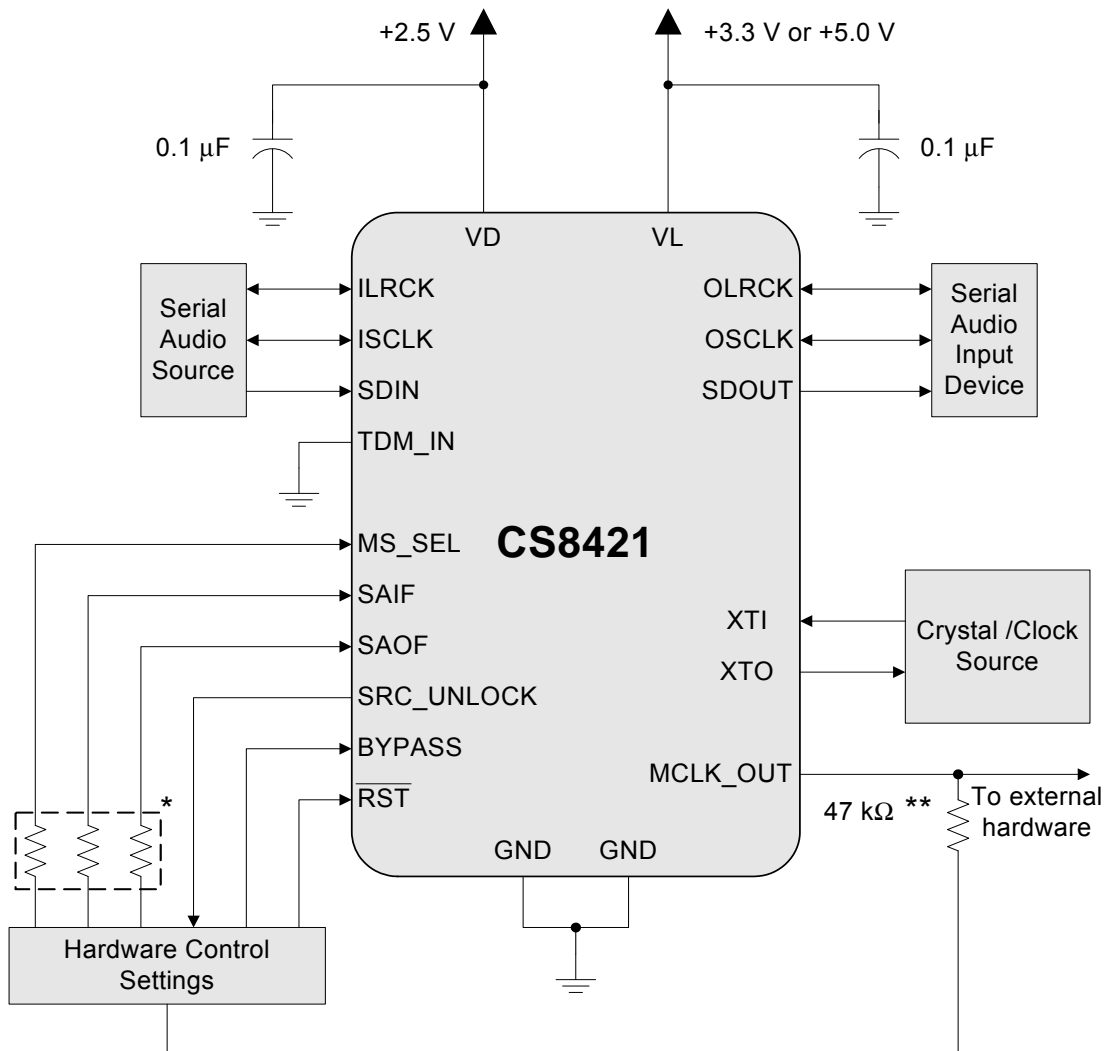 +2.5 V
+3.3 V or +5.0 V
0.1 μF
0.1 μF
VD
VL
Serial
Audio
Source
ILRCK
ISCLK
SDIN
TDM_IN
OLRCK
OSCLK
SDOUT
Serial
Audio
Input
Device
CS8421
MS_SEL
SAIF
SAOF
SRC_UNLOCK
BYPASS
RST
XTI
XTO
Crystal /Clock
Source
MCLK_OUT
47 kΩ **
To external
hardware
*
GND
GND
Hardware Control
Settings